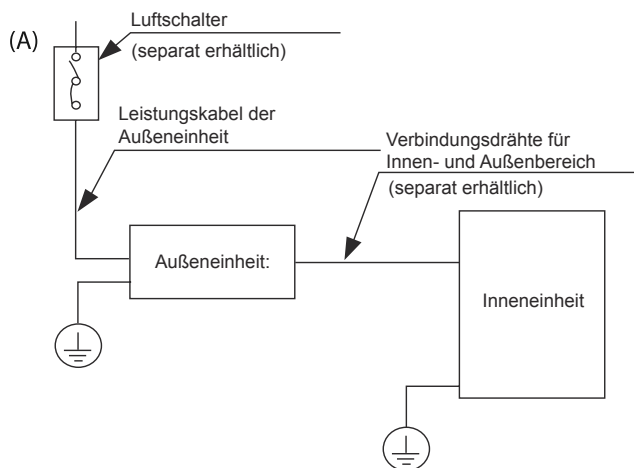 (A)
Luftschalter
(separat erhältlich)
Leistungskabel der
Außeneinheit
Verbindungsdrähte für
Innen- und Außenbereich
(separat erhältlich)
Außeneinheit:
Inneneinheit